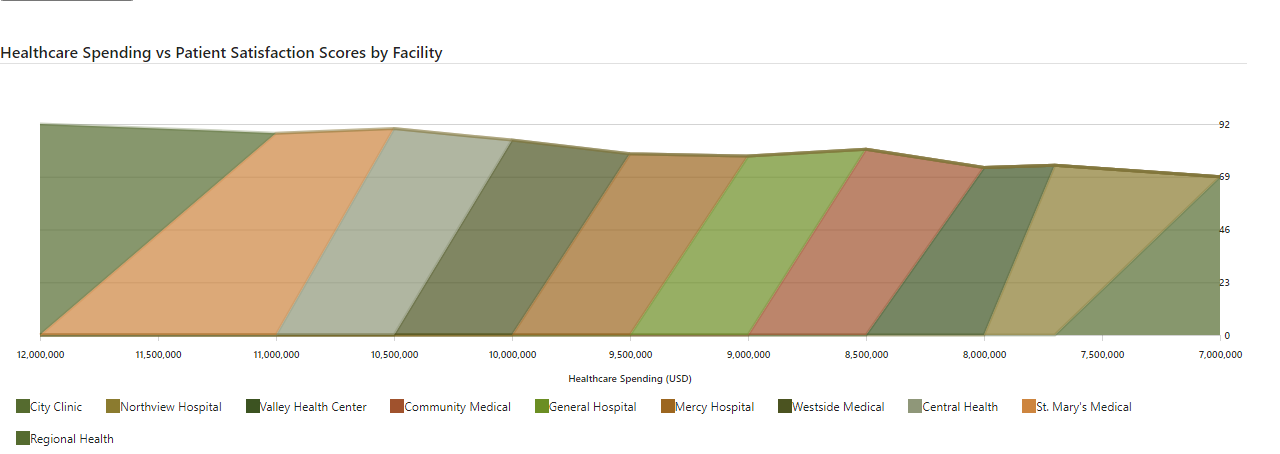 Healthcare Spending vs Patient Satisfaction Scores by Facility
92
69
46
23
0
12,000,000 11,500,000 11,000,000 10,500,000 10,000,000 9,500,000 9,000,000 8,500,000 8,000,000 7,500,000 7,000,000
Healthcare Spending (USD)
City Clinic Northview Hospital Valley Health Center Community Medical General Hospital Mercy Hospital Westside Medical Central Health St. Mary's Medical
Regional Health